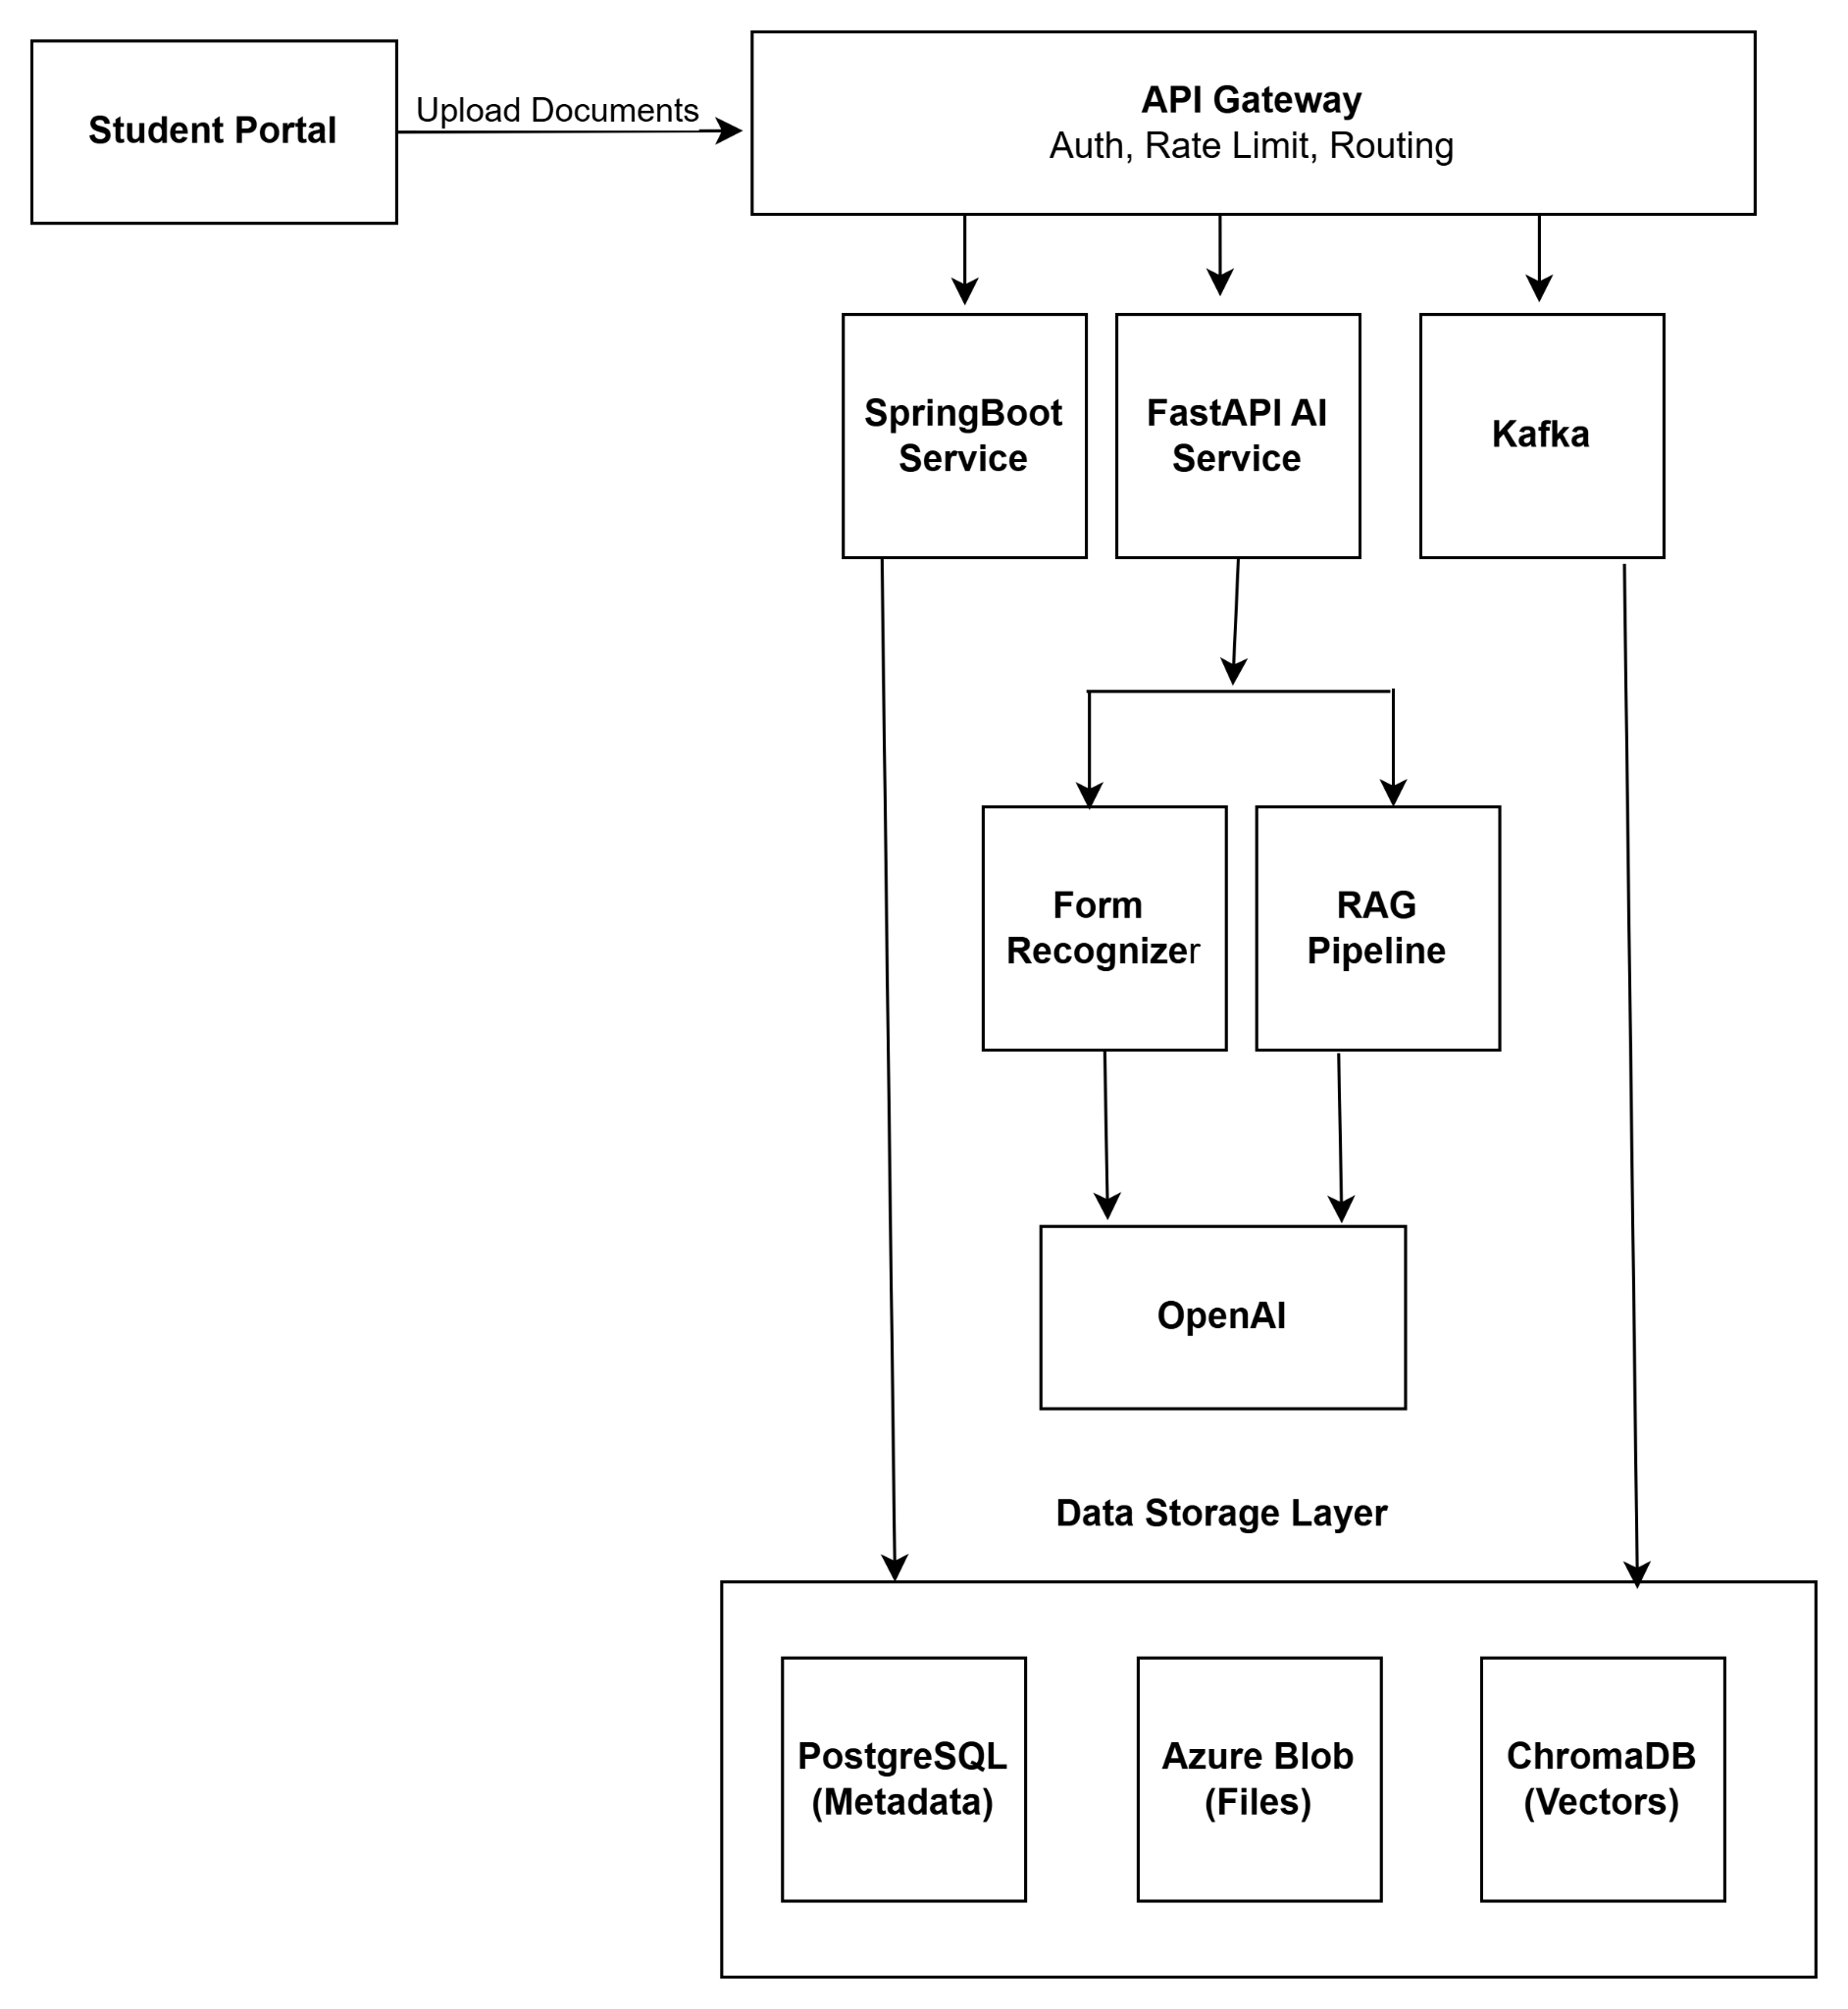 Student Portal
Upload Documents
API Gateway
Auth, Rate Limit, Routing
SpringBoot
Service
FastAPI AI
Service
Kafka
Form
Recognizer
RAG
Pipeline
OpenAI
Data Storage Layer
PostgreSQL
(Metadata)
Azure Blob
(Files)
ChromaDB
(Vectors)